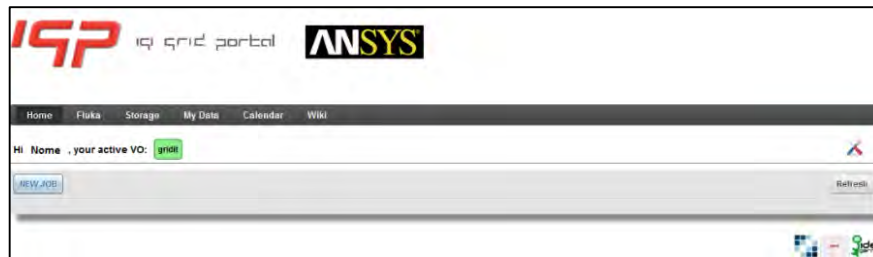 IGP igi grid portal ANSYS
Home Fluka Storage My Data Calendar Wiki
Hi Nome , your active VO: gridit
NEW JOB Refresh